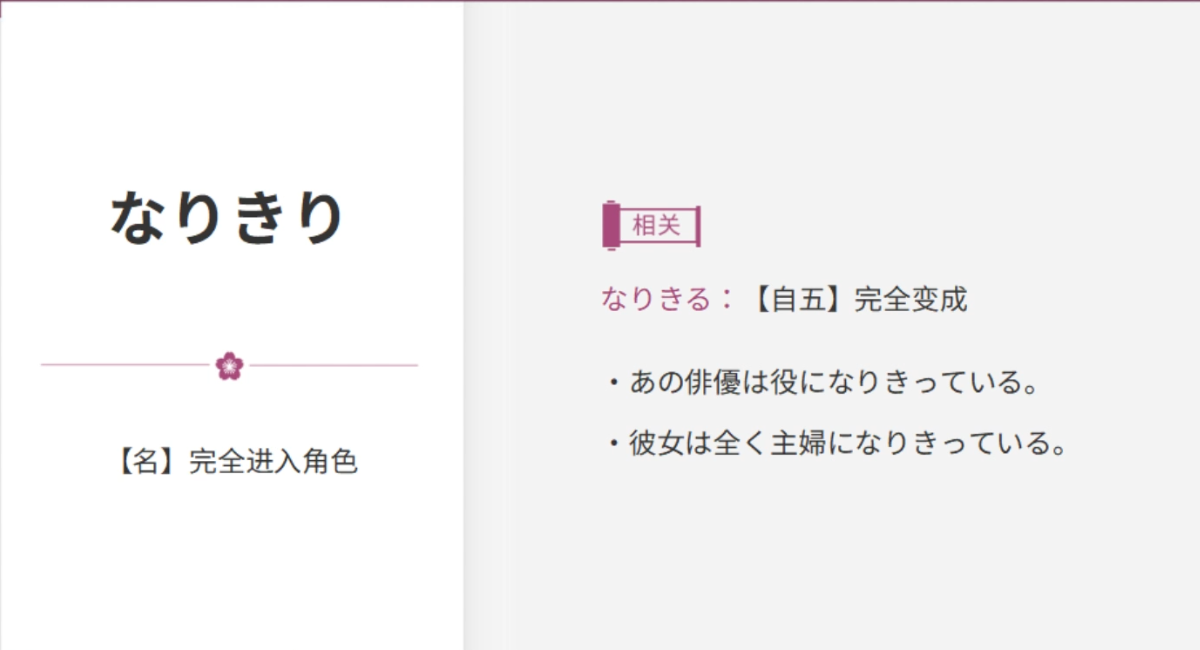 なりきり
【名】完全进入角色
相关
なりきる：【自五】完全变成
・あの俳優は役になりきっている。
・彼女は全く主婦になりきっている。